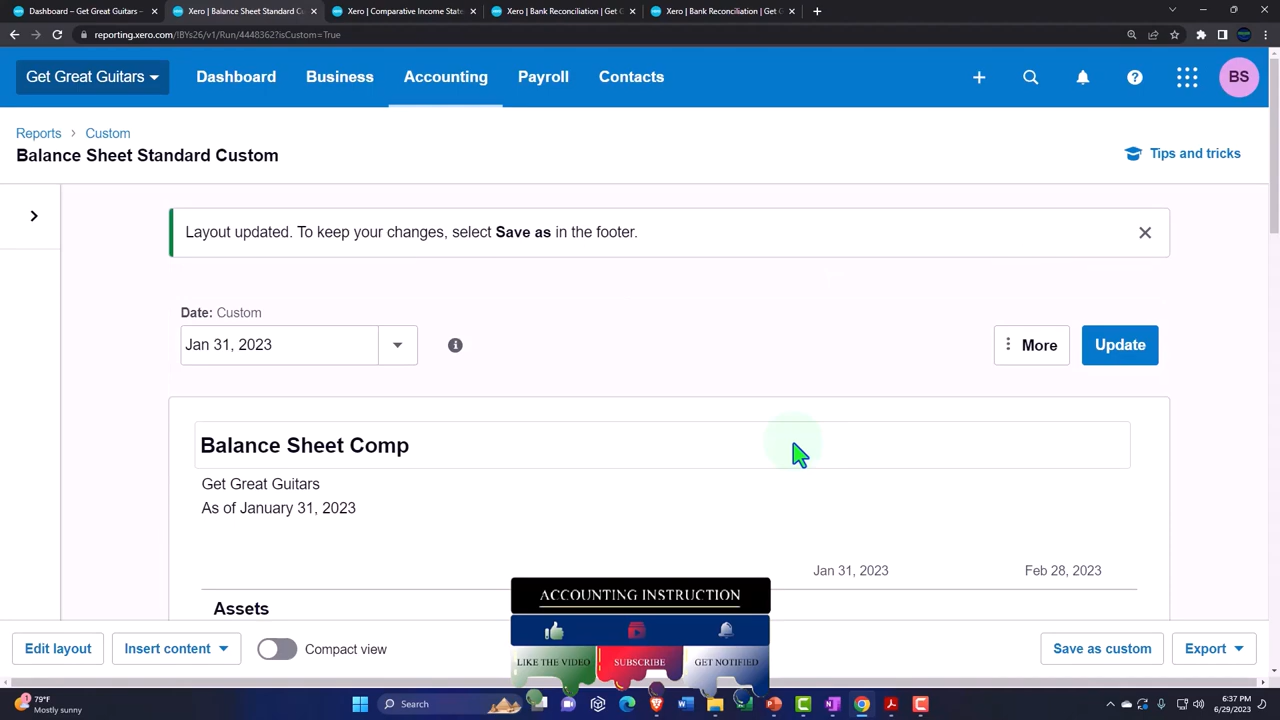 Dashboard – Get Great Guitars
Xero | Balance Sheet Standard Cu
Xero | Comparative Income State
Xero | Bank Reconciliation | Get G
Xero | Bank Reconciliation | Get G
reporting.xero.com/!BYs26/v1/Run/4448362?isCustom=True
Get Great Guitars Dashboard Business Accounting Payroll Contacts BS
Reports Custom
Balance Sheet Standard Custom
Tips and tricks
Layout updated. To keep your changes, select Save as in the footer.
Date: Custom
Jan 31, 2023
More Update
Balance Sheet Comp
Get Great Guitars
As of January 31, 2023
Jan 31, 2023 Feb 28, 2023
Assets
ACCOUNTING INSTRUCTION
LIKE THE VIDEO SUBSCRIBE GET NOTIFIED
Edit layout Insert content Compact view Save as custom Export
79°F
Mostly sunny
Search
6:37 PM
6/29/2023